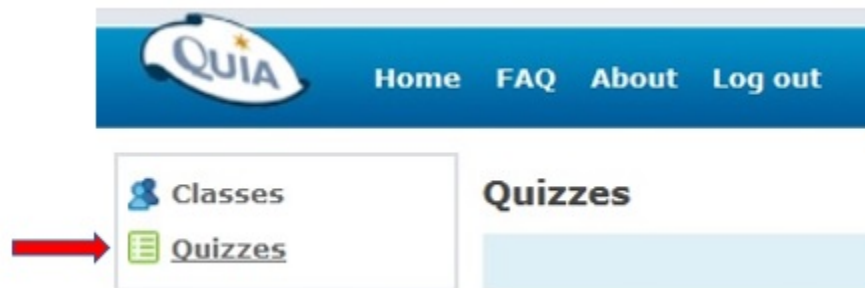 QUIA
Home FAQ About Log out
Classes
Quizzes
Quizzes